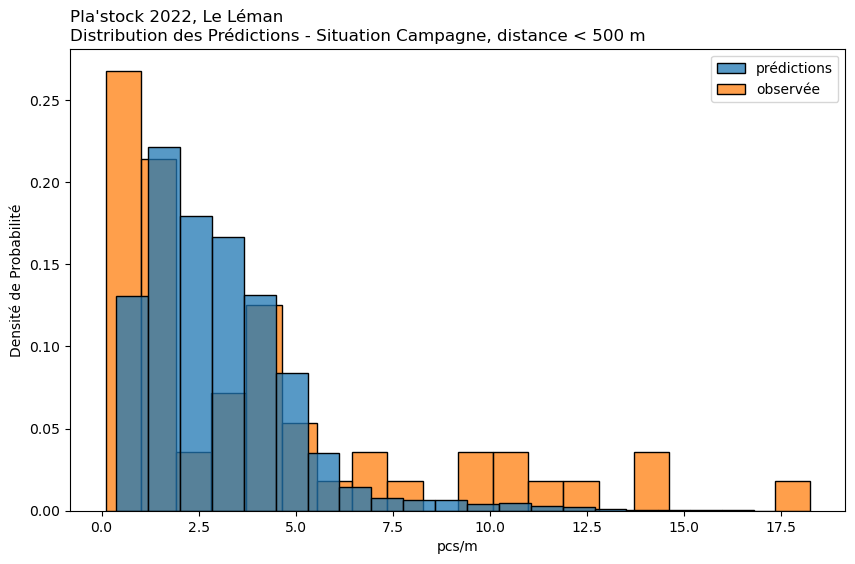 Pla'stock 2022, Le Léman
Distribution des Prédictions - Situation Campagne, distance < 500 m
prédictions
observée
Densité de Probabilité
0.25
0.20
0.15
0.10
0.05
0.00
0.0
2.5
5.0
7.5
10.0
12.5
15.0
17.5
pcs/m